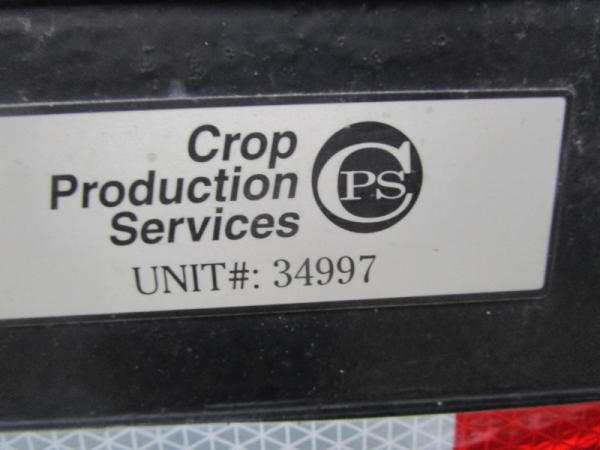 Crop
Production
Services
CPS
UNIT#: 34997